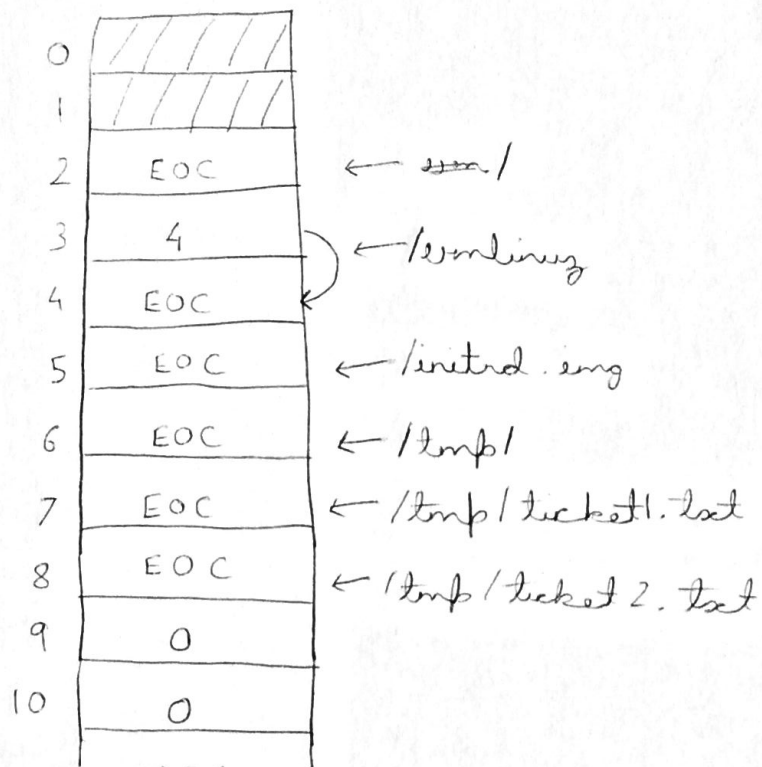 0
1
2 EOC ← /
3 4 ← /vmlinuz
4 EOC
5 EOC ← /initrd.img
6 EOC ← /tmp/
7 EOC ← /tmp/ticket1.txt
8 EOC ← /tmp/ticket2.txt
9 0
10 0